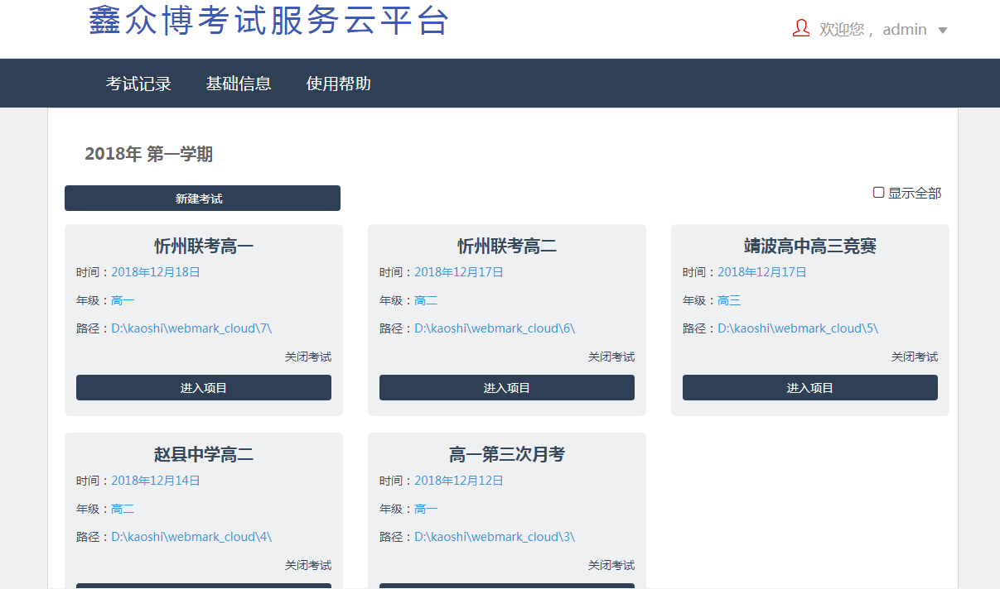 鑫众博考试服务云平台
欢迎您 ，admin
考试记录 基础信息 使用帮助
2018年 第一学期
新建考试
显示全部
忻州联考高一
时间：2018年12月18日
年级：高一
路径：D:\kaoshi\webmark_cloud\7\
关闭考试
进入项目
忻州联考高二
时间：2018年12月17日
年级：高二
路径：D:\kaoshi\webmark_cloud\6\
关闭考试
进入项目
靖波高中高三竞赛
时间：2018年12月17日
年级：高三
路径：D:\kaoshi\webmark_cloud\5\
关闭考试
进入项目
赵县中学高二
时间：2018年12月14日
年级：高二
路径：D:\kaoshi\webmark_cloud\4\
关闭考试
高一第三次月考
时间：2018年12月12日
年级：高一
路径：D:\kaoshi\webmark_cloud\3\
关闭考试